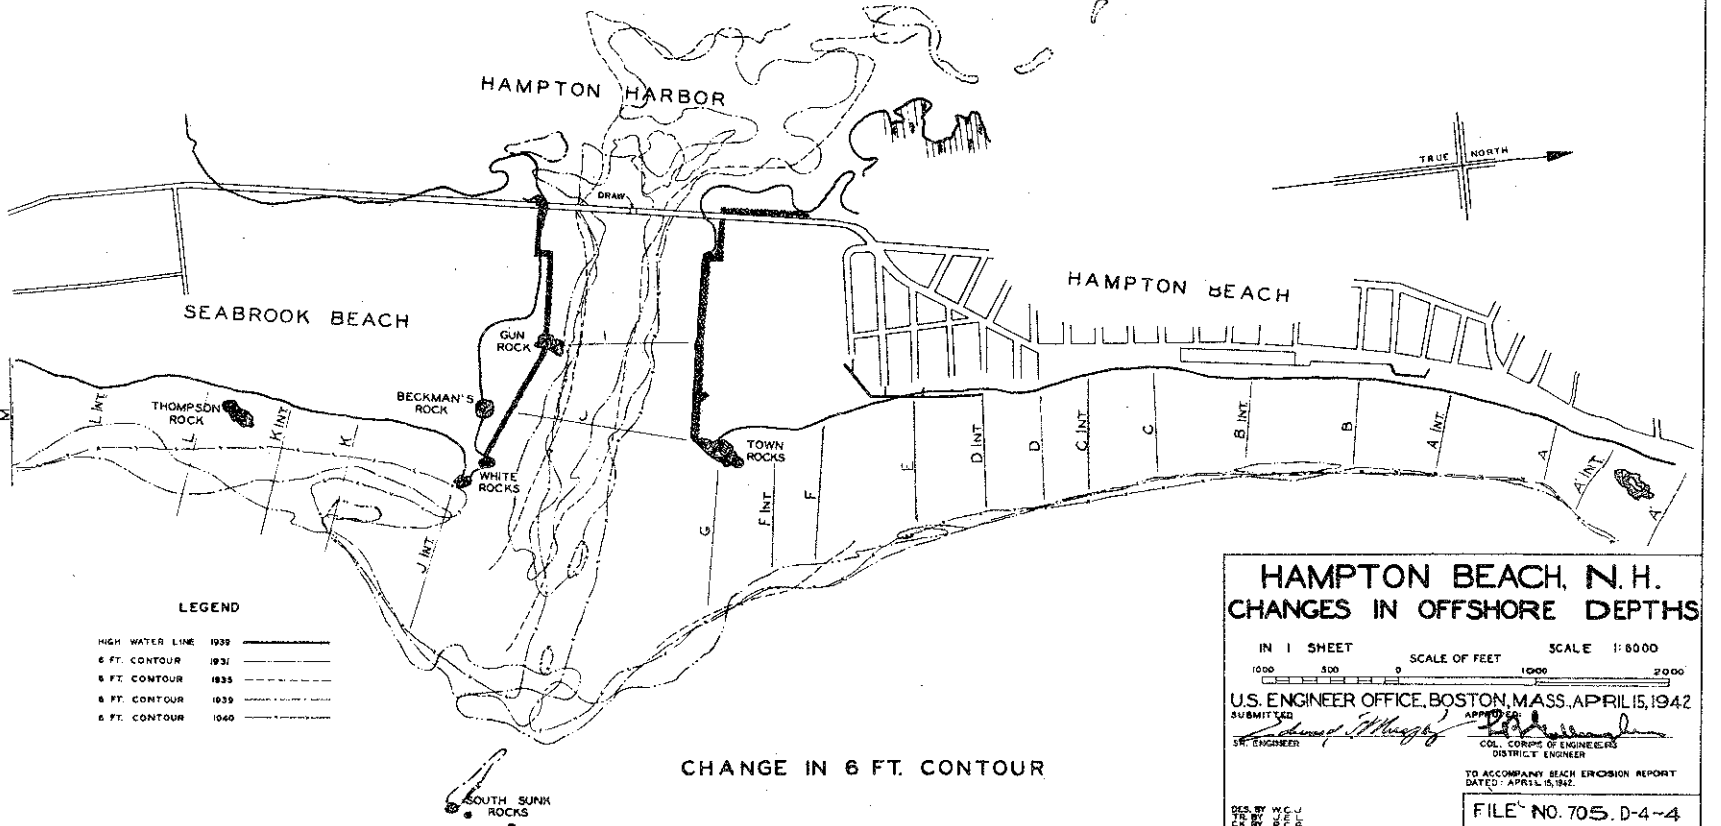 HAMPTON HARBOR
TRUE NORTH
DRAW
HAMPTON BEACH
SEABROOK BEACH
GUN
ROCK
I
BECKMAN'S
ROCK
THOMPSON
ROCK
TOWN
ROCKS
WHITE
ROCKS
M
L INT
L
K INT
K
J INT
J
G
F INT
F
E
D INT
D
C INT
C
B INT.
B
A INT.
A
A' INT.
A'
LEGEND
HIGH WATER LINE 1939
6 FT. CONTOUR 1931
6 FT. CONTOUR 1935
6 FT. CONTOUR 1939
6 FT. CONTOUR 1940
SOUTH SUNK
ROCKS
CHANGE IN 6 FT. CONTOUR
HAMPTON BEACH, N.H.
CHANGES IN OFFSHORE DEPTHS
IN 1 SHEET SCALE 1:8000
SCALE OF FEET
1000 500 0 1000 2000
U.S. ENGINEER OFFICE, BOSTON, MASS., APRIL 15, 1942
SUBMITTED APPROVED:
SR. ENGINEER
COL. CORPS OF ENGINEERS
DISTRICT ENGINEER
TO ACCOMPANY BEACH EROSION REPORT
DATED: APRIL 15, 1942.
DES. BY W.C.J.
FILE NO. 705. D-4-4